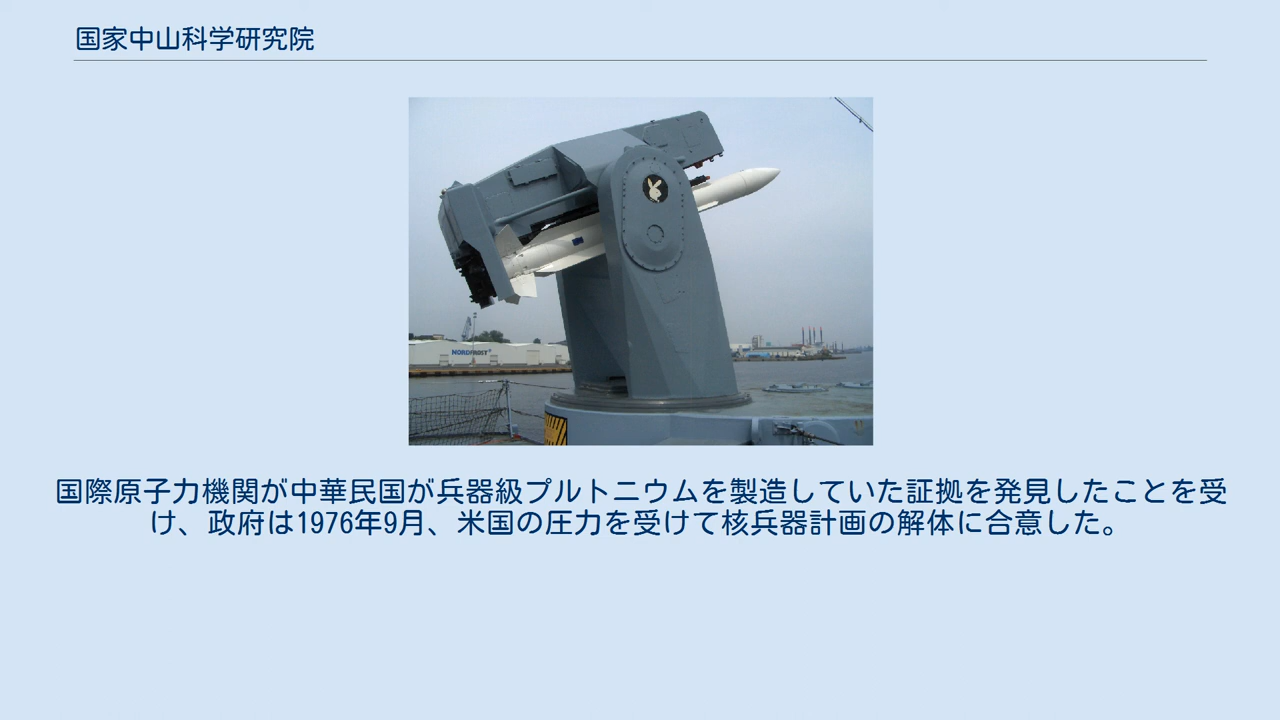 国家中山科学研究院
NORDFROST
国際原子力機関が中華民国が兵器級プルトニウムを製造していた証拠を発見したことを受
け、政府は1976年9月、米国の圧力を受けて核兵器計画の解体に合意した。